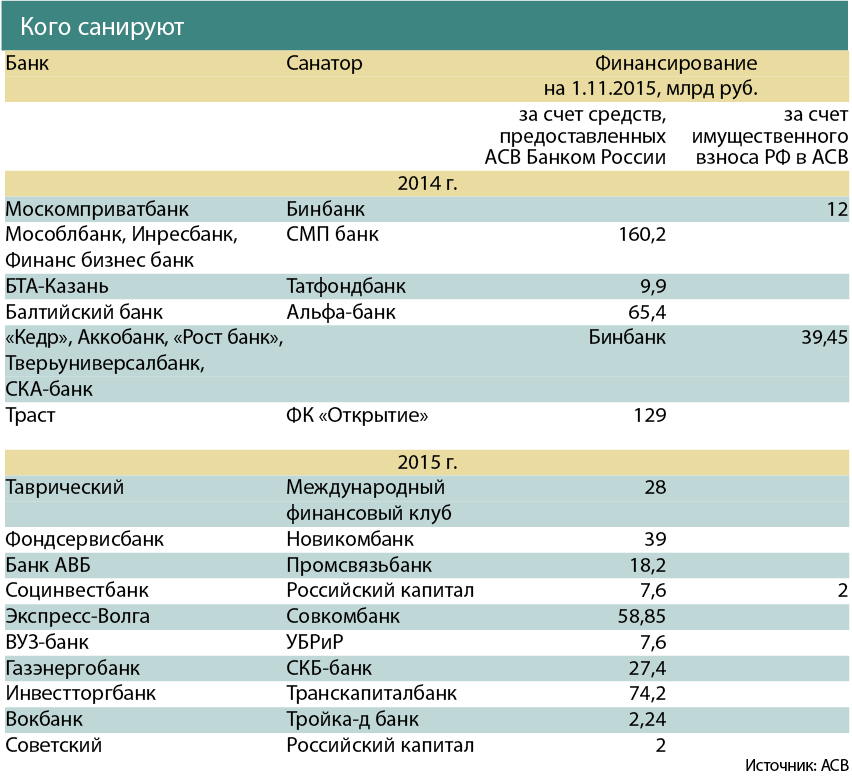 Кого санируют
Банк Санатор Финансирование
на 1.11.2015, млрд руб.
за счет средств, за счет
предоставленных имущественного
АСВ Банком России взноса РФ в АСВ
2014 г.
Москомприватбанк Бинбанк 12
Мособлбанк, Инресбанк, СМП банк 160,2
Финанс бизнес банк
БТА-Казань Татфондбанк 9,9
Балтийский банк Альфа-банк 65,4
«Кедр», Аккобанк, «Рост банк», Бинбанк 39,45
Тверьуниверсалбанк,
СКА-банк
Траст ФК «Открытие» 129
2015 г.
Таврический Международный 28
финансовый клуб
Фондсервисбанк Новикомбанк 39
Банк АВБ Промсвязьбанк 18,2
Социнвестбанк Российский капитал 7,6 2
Экспресс-Волга Совкомбанк 58,85
ВУЗ-банк УБРиР 7,6
Газэнергобанк СКБ-банк 27,4
Инвестторгбанк Транскапиталбанк 74,2
Вокбанк Тройка-д банк 2,24
Советский Российский капитал 2
Источник: АСВ